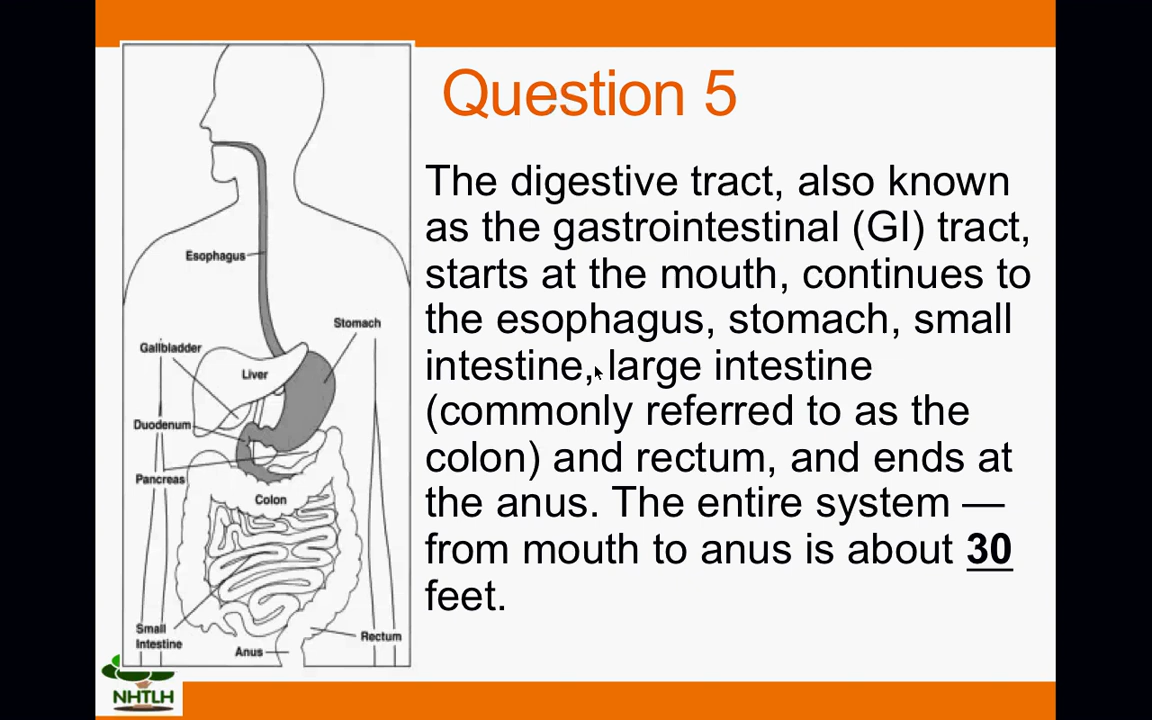 Question 5
The digestive tract, also known
as the gastrointestinal (GI) tract,
starts at the mouth, continues to
the esophagus, stomach, small
intestine, large intestine
(commonly referred to as the
colon) and rectum, and ends at
the anus. The entire system —
from mouth to anus is about 30
feet.
Esophagus
Stomach
Gallbladder
Liver
Duodenum
Pancreas
Colon
Small
Intestine
Rectum
Anus
NHTLH